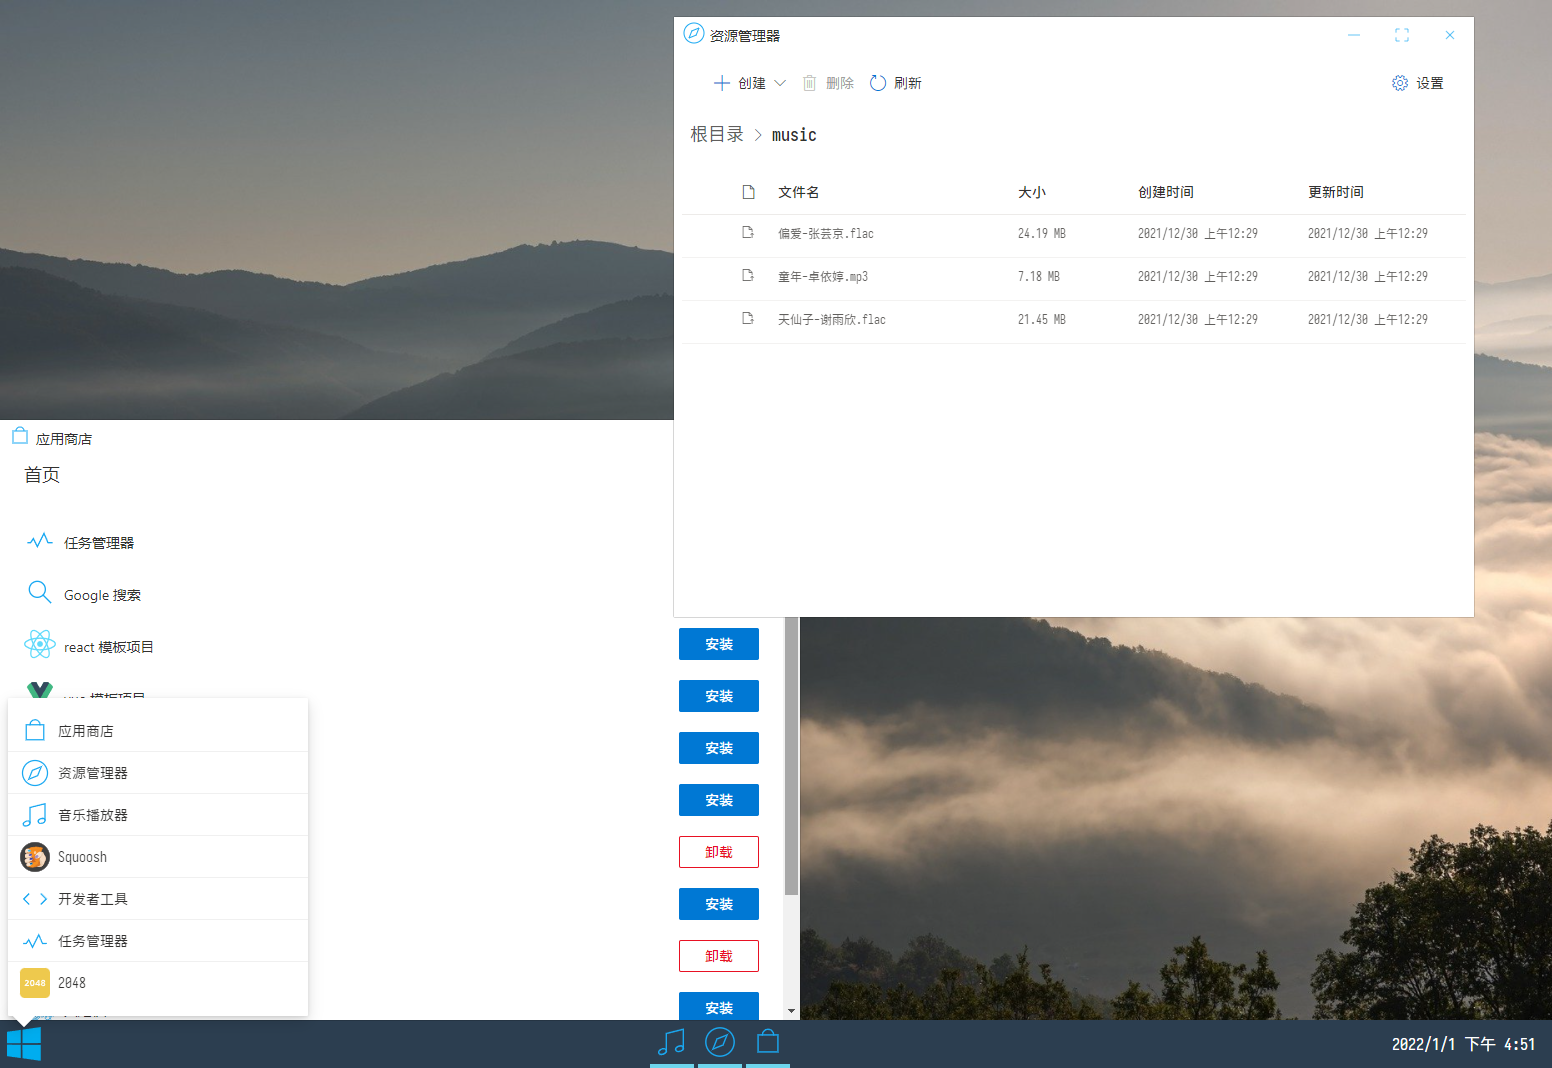 资源管理器
创建 删除 刷新 设置
根目录 music
文件名 大小 创建时间 更新时间
偏爱-张芸京.flac 24.19 MB 2021/12/30 上午12:29 2021/12/30 上午12:29
童年-卓依婷.mp3 7.18 MB 2021/12/30 上午12:29 2021/12/30 上午12:29
天仙子-谢雨欣.flac 21.45 MB 2021/12/30 上午12:29 2021/12/30 上午12:29
应用商店
首页
任务管理器
Google 搜索
react 模板项目
安装
安装
安装
安装
卸载
安装
卸载
安装
应用商店
资源管理器
音乐播放器
Squoosh
开发者工具
任务管理器
2048 2048
2022/1/1 下午 4:51